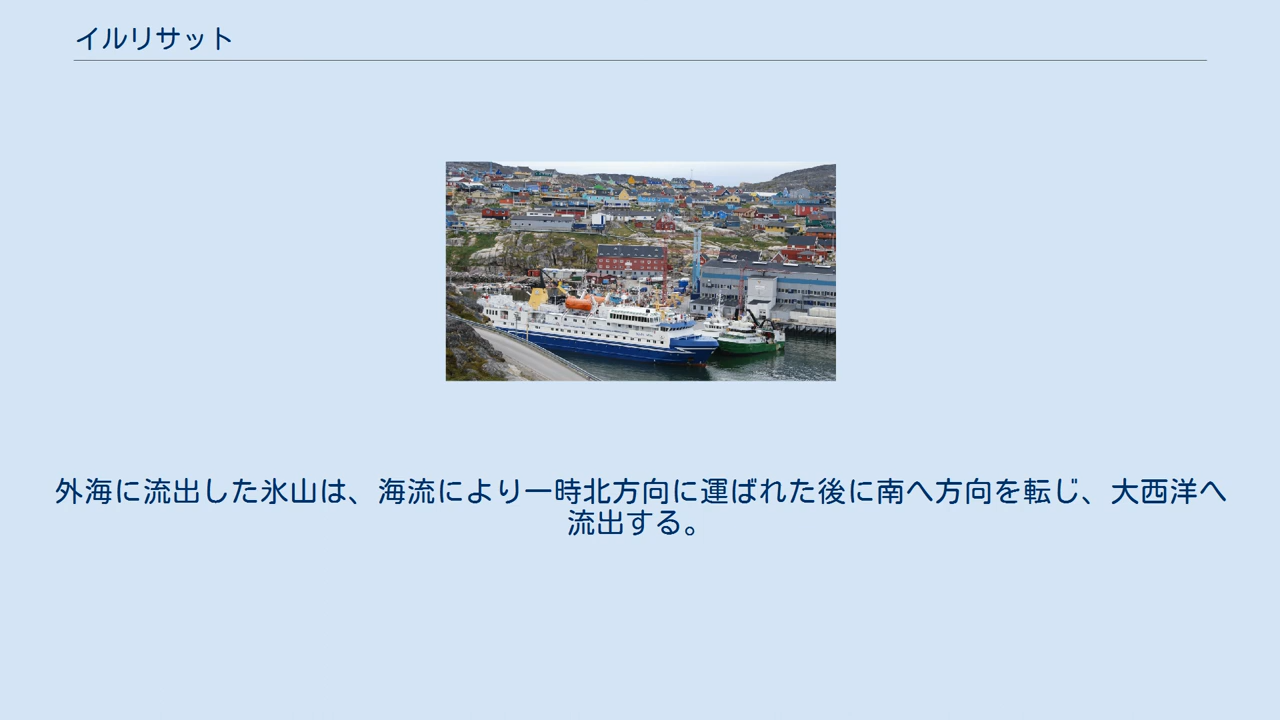 イルリサット
外海に流出した氷山は、海流により一時北方向に運ばれた後に南へ方向を転じ、大西洋へ
流出する。